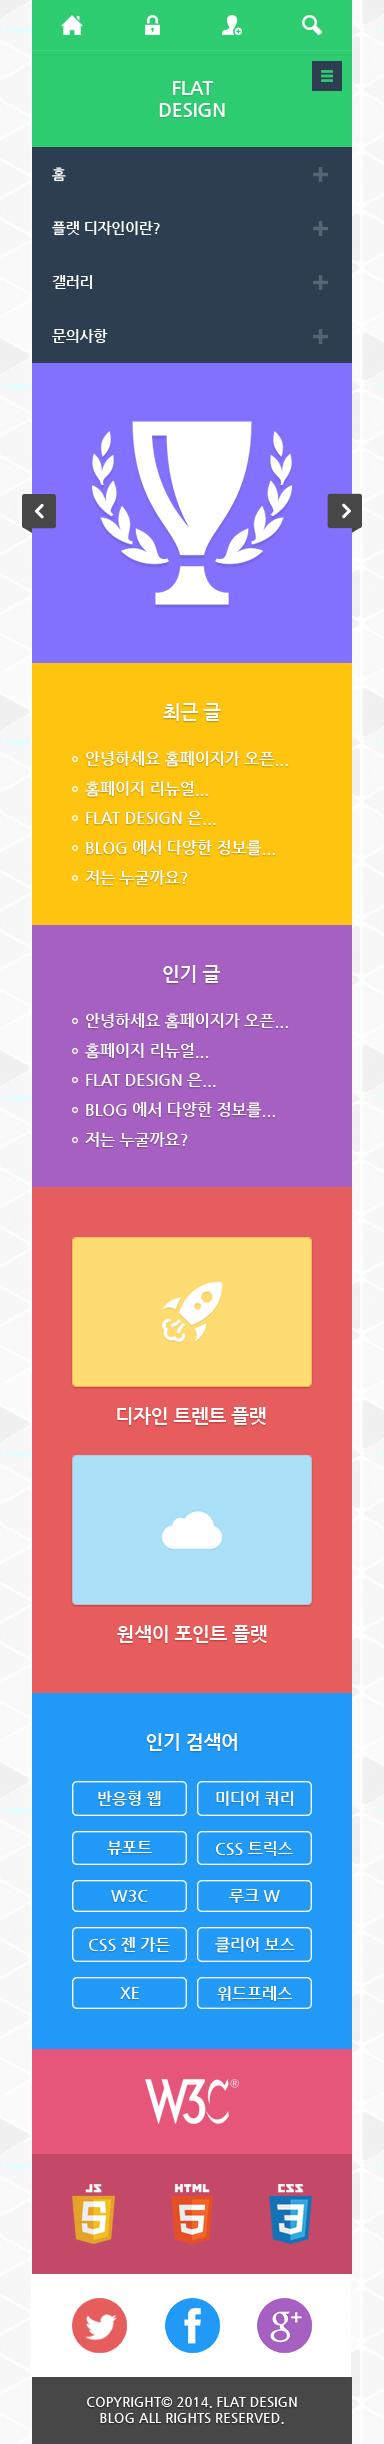 FLAT
DESIGN
홈
플랫 디자인이란?
갤러리
문의사항
최근 글
안녕하세요 홈페이지가 오픈...
홈페이지 리뉴얼...
FLAT DESIGN 은...
BLOG 에서 다양한 정보를...
저는 누굴까요?
인기 글
안녕하세요 홈페이지가 오픈...
홈페이지 리뉴얼...
FLAT DESIGN 은...
BLOG 에서 다양한 정보를...
저는 누굴까요?
디자인 트렌트 플랫
원색이 포인트 플랫
인기 검색어
반응형 웹 미디어 쿼리
뷰포트 CSS 트릭스
W3C 루크 W
CSS 젠 가든 클리어 보스
XE 워드프레스
W3C®
JS HTML CSS
5 5 3
f g+
COPYRIGHT© 2014. FLAT DESIGN
BLOG ALL RIGHTS RESERVED.